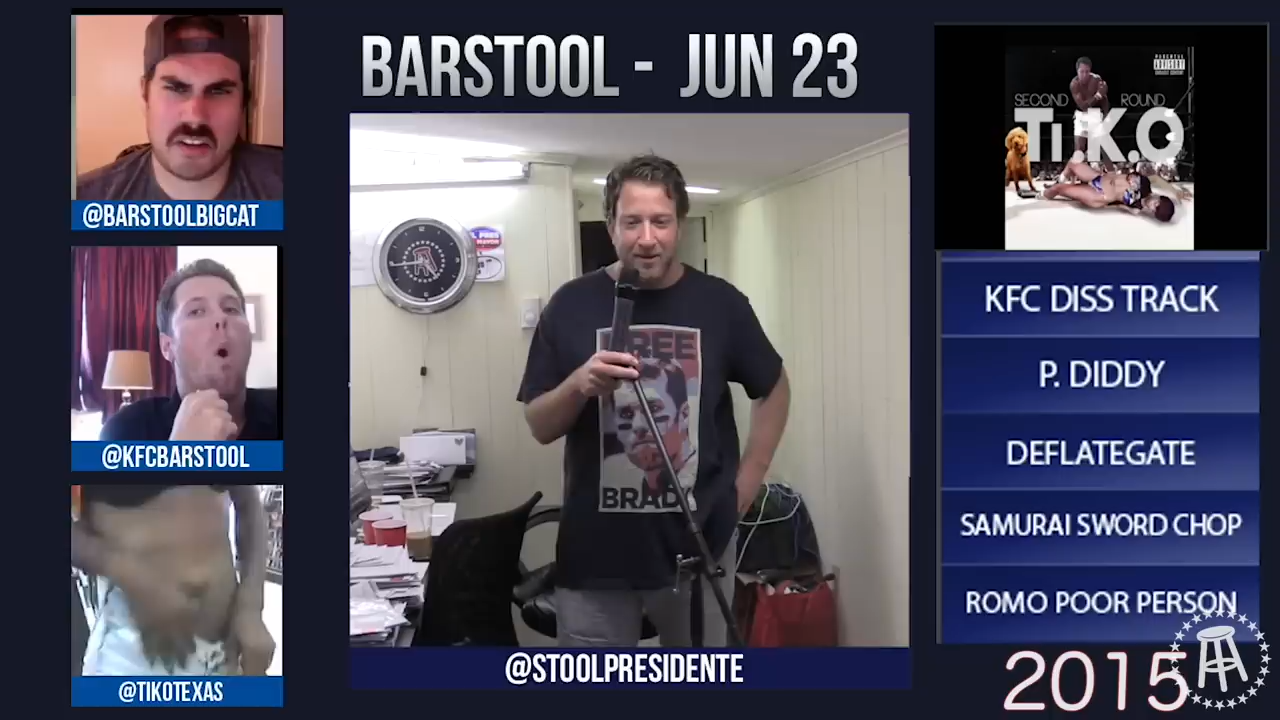 BARSTOOL - JUN 23
@BARSTOOLBIGCAT
@KFCBARSTOOL
@TIKOTEXAS
FREE
BRADY
@STOOLPRESIDENTE
SECOND ROUND
TI.K.O
KFC DISS TRACK
P. DIDDY
DEFLATEGATE
SAMURAI SWORD CHOP
ROMO POOR PERSON
2015